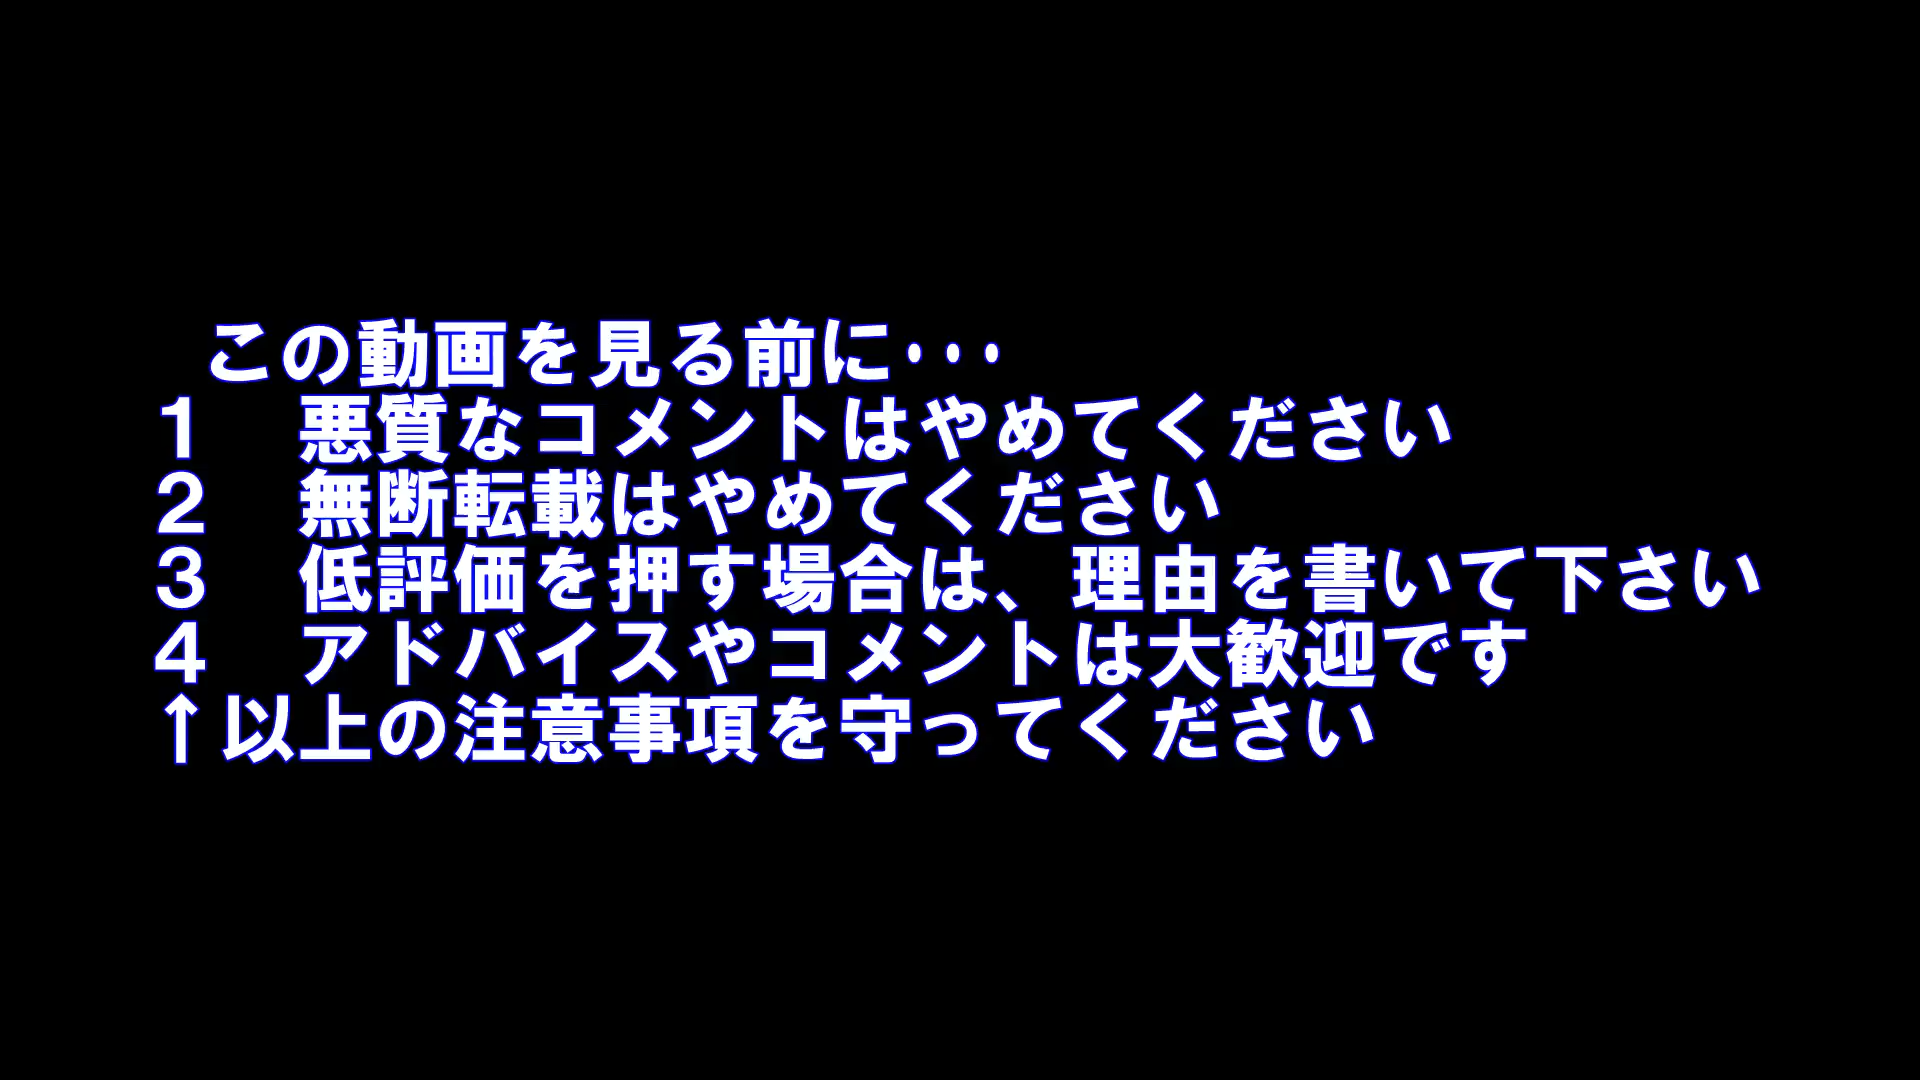 この動画を見る前に･･･
１　悪質なコメントはやめてください
２　無断転載はやめてください
３　低評価を押す場合は、理由を書いて下さい
４　アドバイスやコメントは大歓迎です
↑以上の注意事項を守ってください